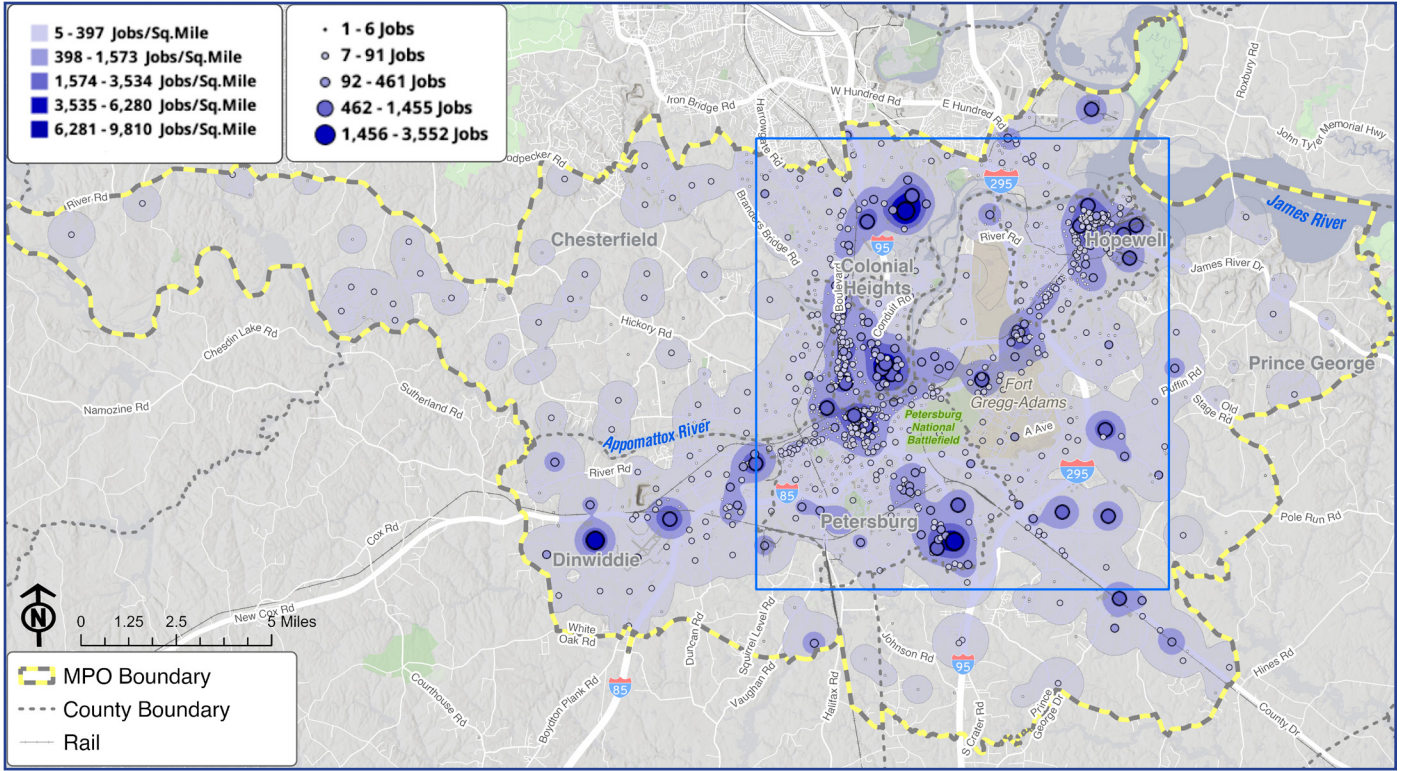 5 - 397 Jobs/Sq.Mile
398 - 1,573 Jobs/Sq.Mile
1,574 - 3,534 Jobs/Sq.Mile
3,535 - 6,280 Jobs/Sq.Mile
6,281 - 9,810 Jobs/Sq.Mile
1 - 6 Jobs
7 - 91 Jobs
92 - 461 Jobs
462 - 1,455 Jobs
1,456 - 3,552 Jobs
Iron Bridge Rd
W Hundred Rd
E Hundred Rd
Harrowgate Rd
Roxbury Rd
John Tyler Memorial Hwy
odpecker Rd
River Rd
Branders Bridge Rd
295
James River
Chesterfield
95
River Rd
Hopewell
Colonial
Heights
Boulevard
Conduit Rd
James River Dr
Chesdin Lake Rd
Hickory Rd
Prince George
Ruffin Rd
Namozine Rd
Sutherland Rd
Fort
Gregg-Adams
Old
Stage Rd
Petersburg
National
Battlefield
A Ave
Appomattox River
River Rd
295
85
Petersburg
Pole Run Rd
Cox Rd
Dinwiddie
New Cox Rd
N
0 1.25 2.5 5 Miles
White
Oak Rd
Duncan Rd
Squirrel Level Rd
Johnson Rd
95
Vaughan Rd
Halifax Rd
Hines Rd
85
Courthouse Rd
Boydton Plank Rd
S Crater Rd
Prince
George Dr
County Dr
MPO Boundary
County Boundary
Rail